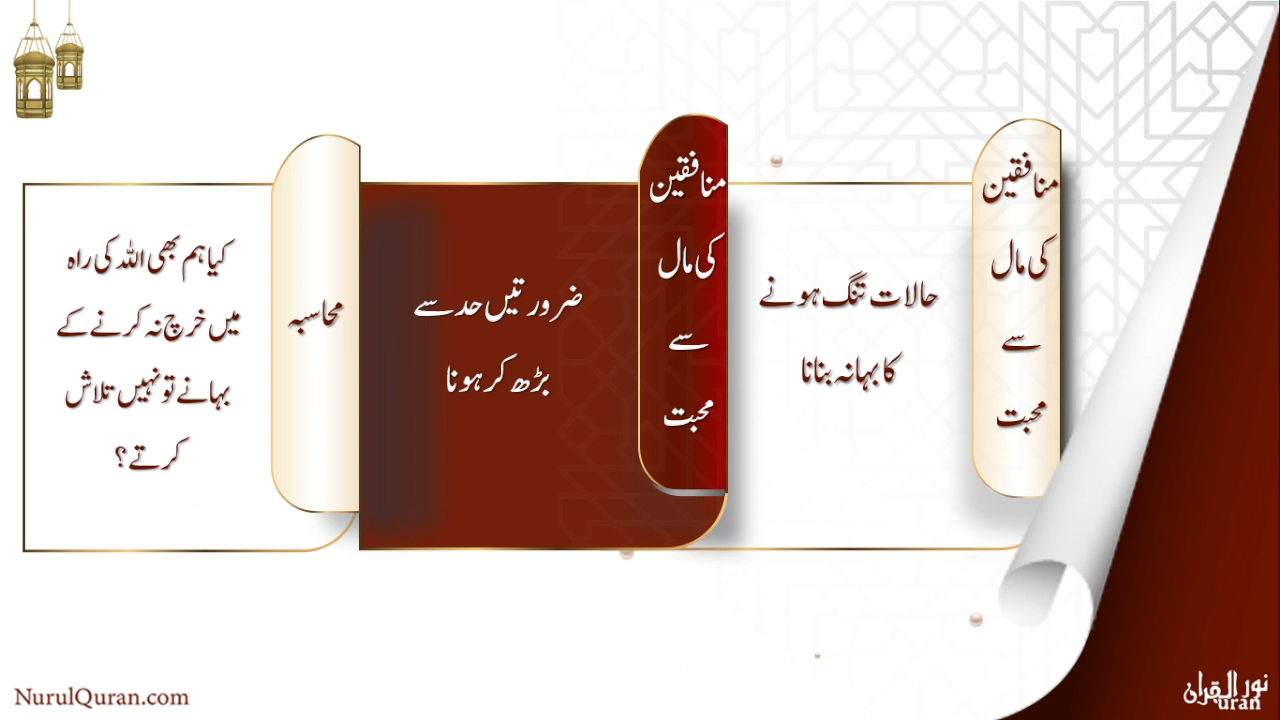 منافقین
کی مال
سے
محبت
حالات تنگ ہونے
کا بہانہ بنانا
منافقین
کی مال
سے
محبت
ضرورتیں حد سے
بڑھ کر ہونا
محاسبہ
کیا ہم بھی اللہ کی راہ
میں خرچ نہ کرنے کے
بہانے تو نہیں تلاش
کرتے؟
NurulQuran.com
نور القرآن
uran